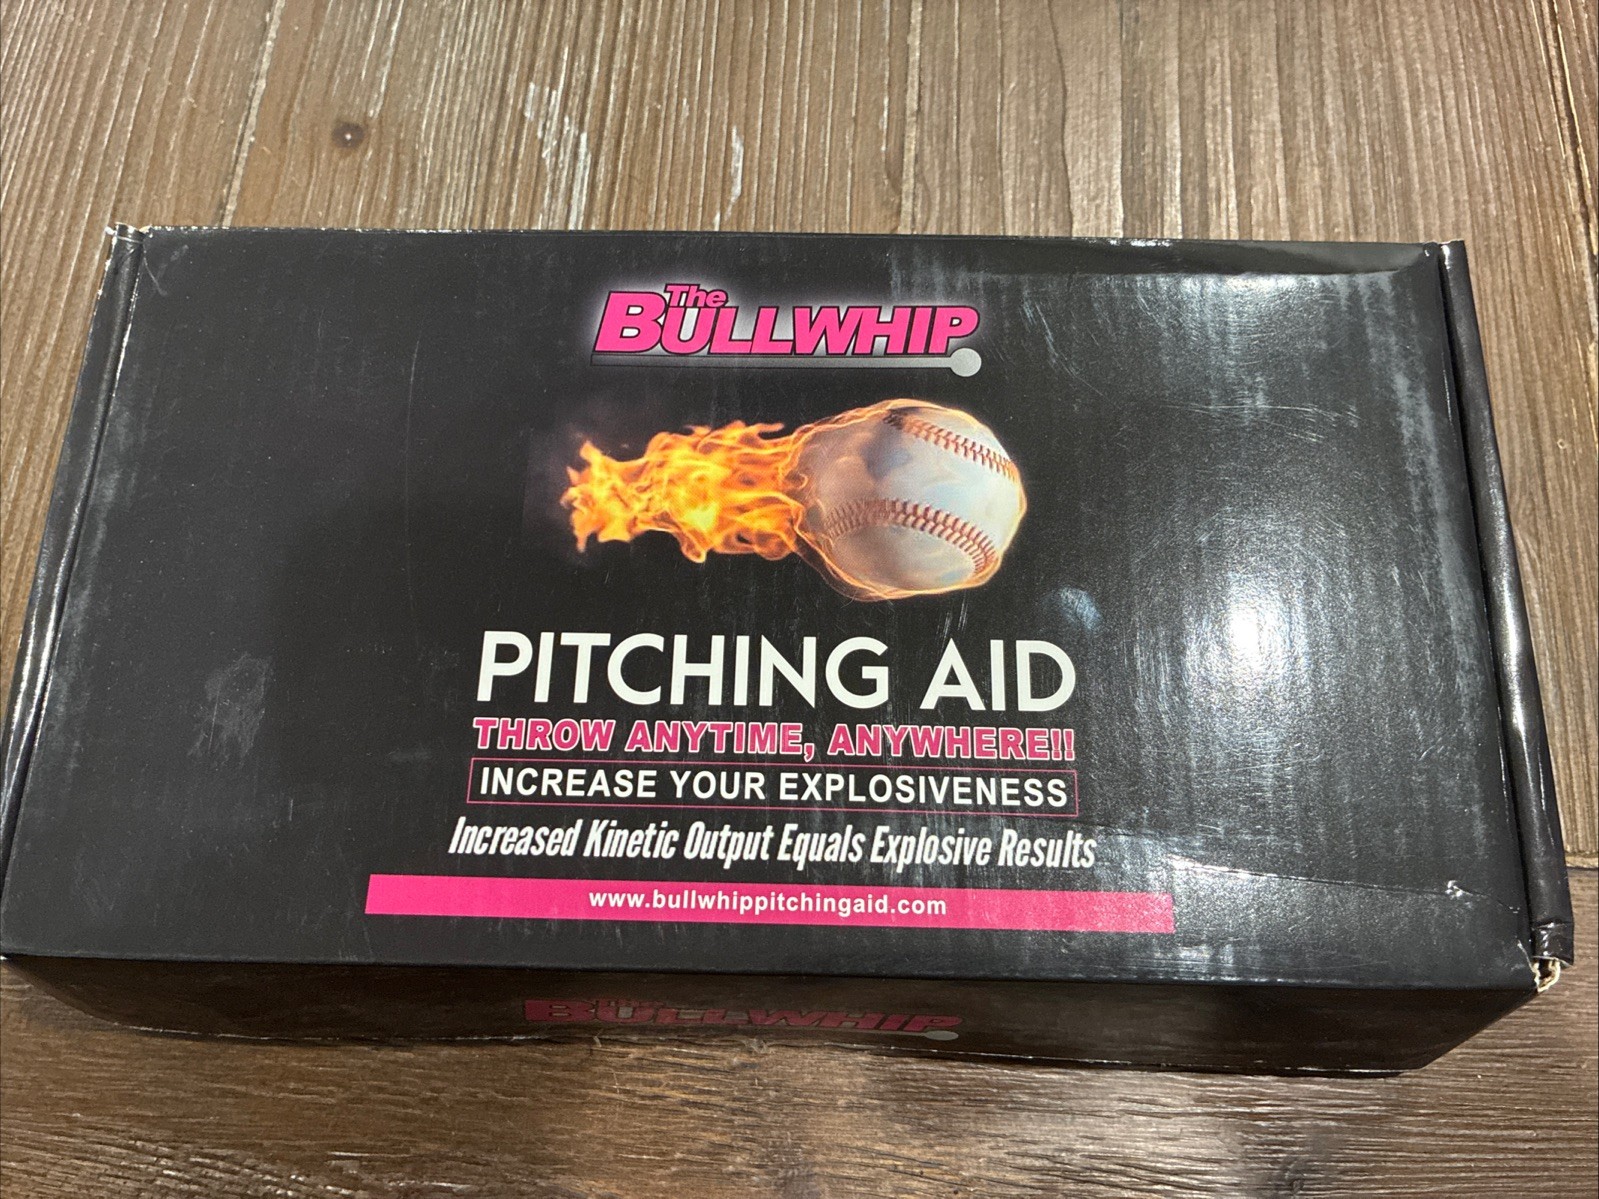 The
BULLWHIP
PITCHING AID
THROW ANYTIME, ANYWHERE!!
INCREASE YOUR EXPLOSIVENESS
Increased Kinetic Output Equals Explosive Results
www.bullwhippitchingaid.com
The
BULLWHIP